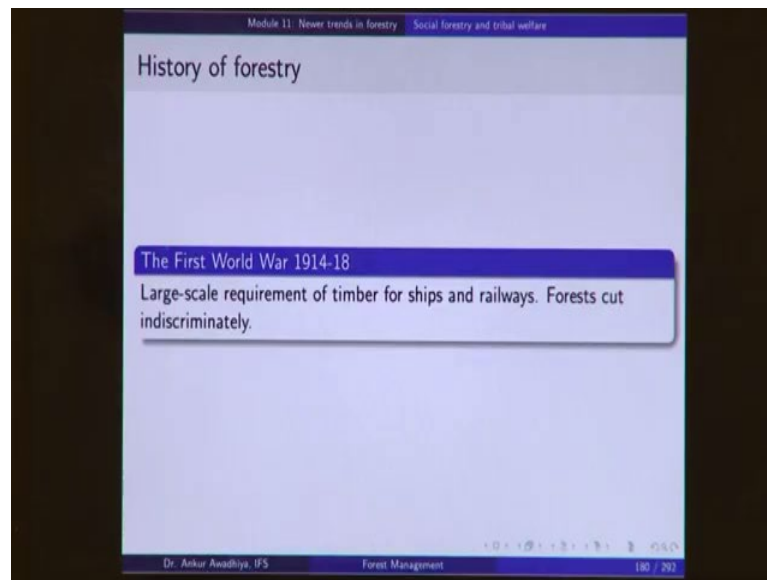 Module 11: Newer trends in forestry Social forestry and tribal welfare
History of forestry
The First World War 1914-18
Large-scale requirement of timber for ships and railways. Forests cut
indiscriminately.
Dr. Ankur Awadhiya, IFS Forest Management 180 / 292